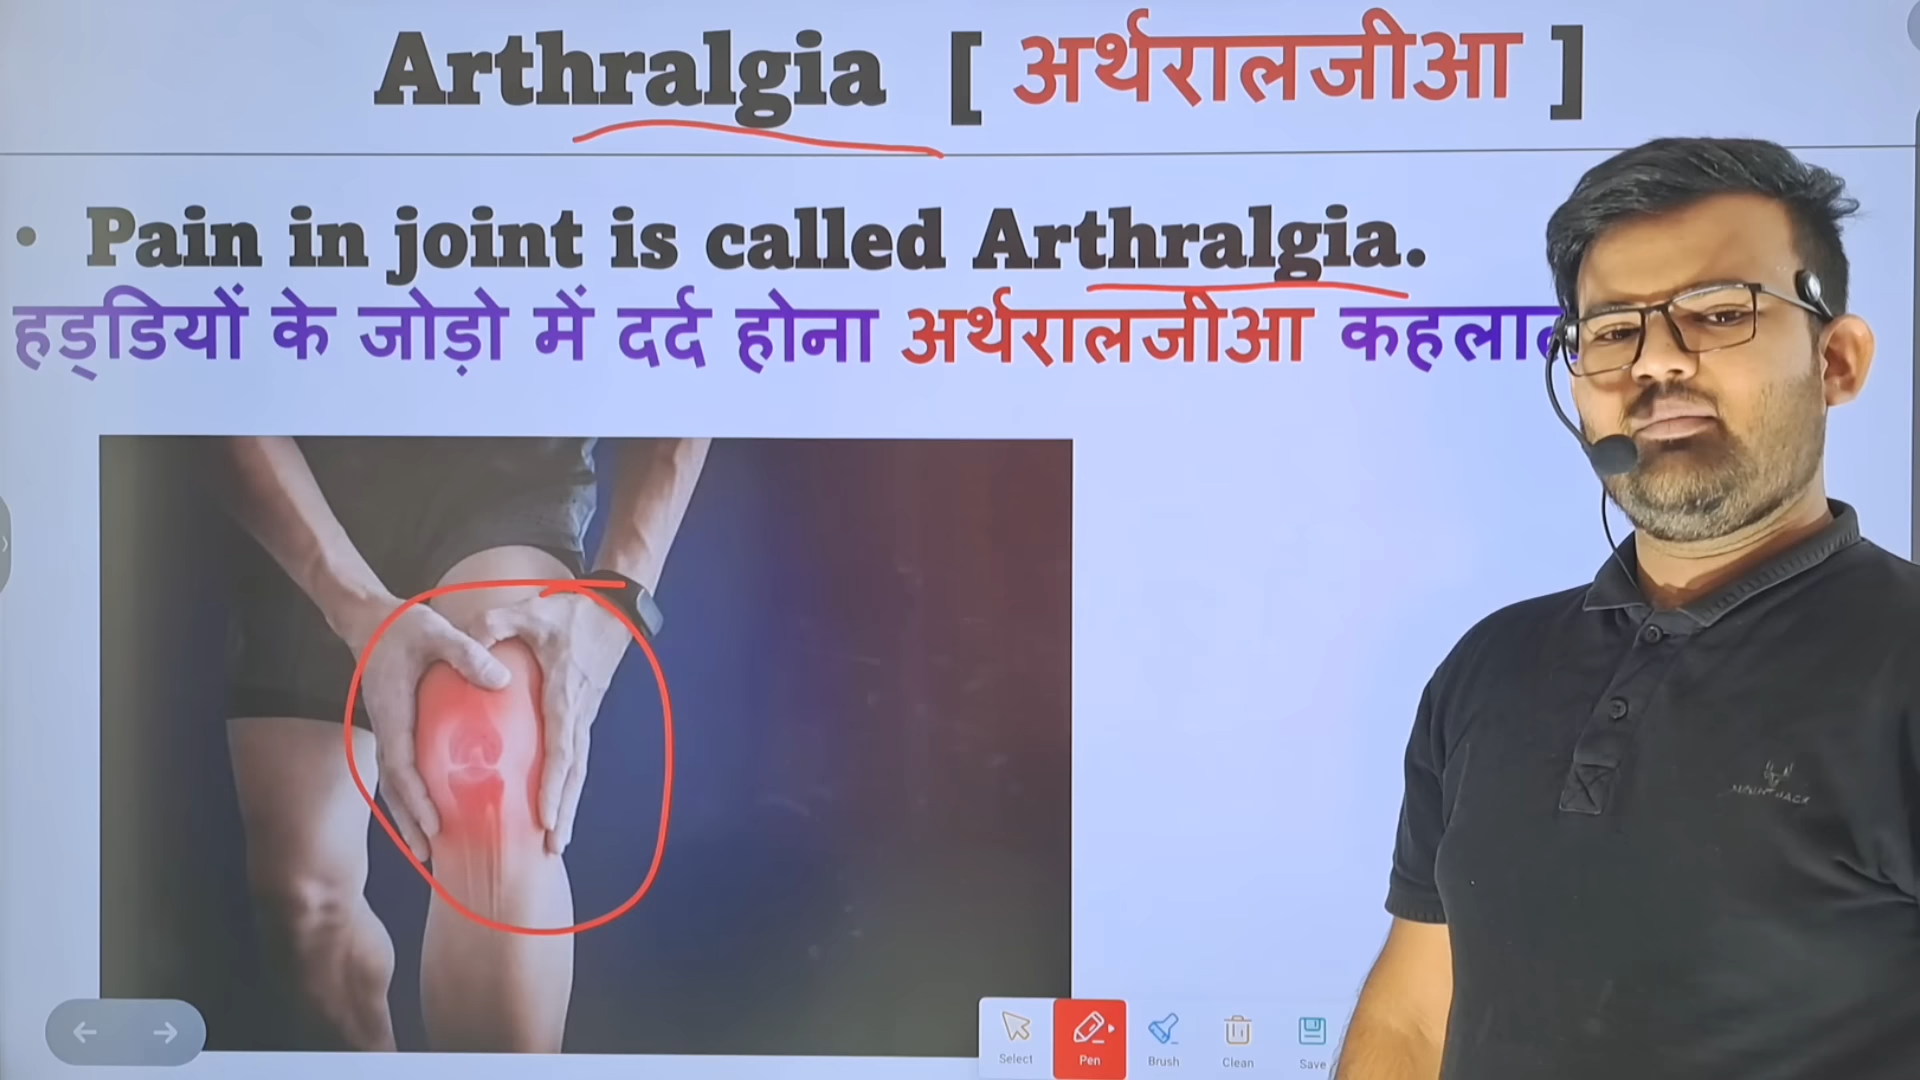 Arthralgia [ अर्थरालजीआ ]
• Pain in joint is called Arthralgia.
हड्डियों के जोड़ो में दर्द होना अर्थरालजीआ
Select Pen Brush Clean Save